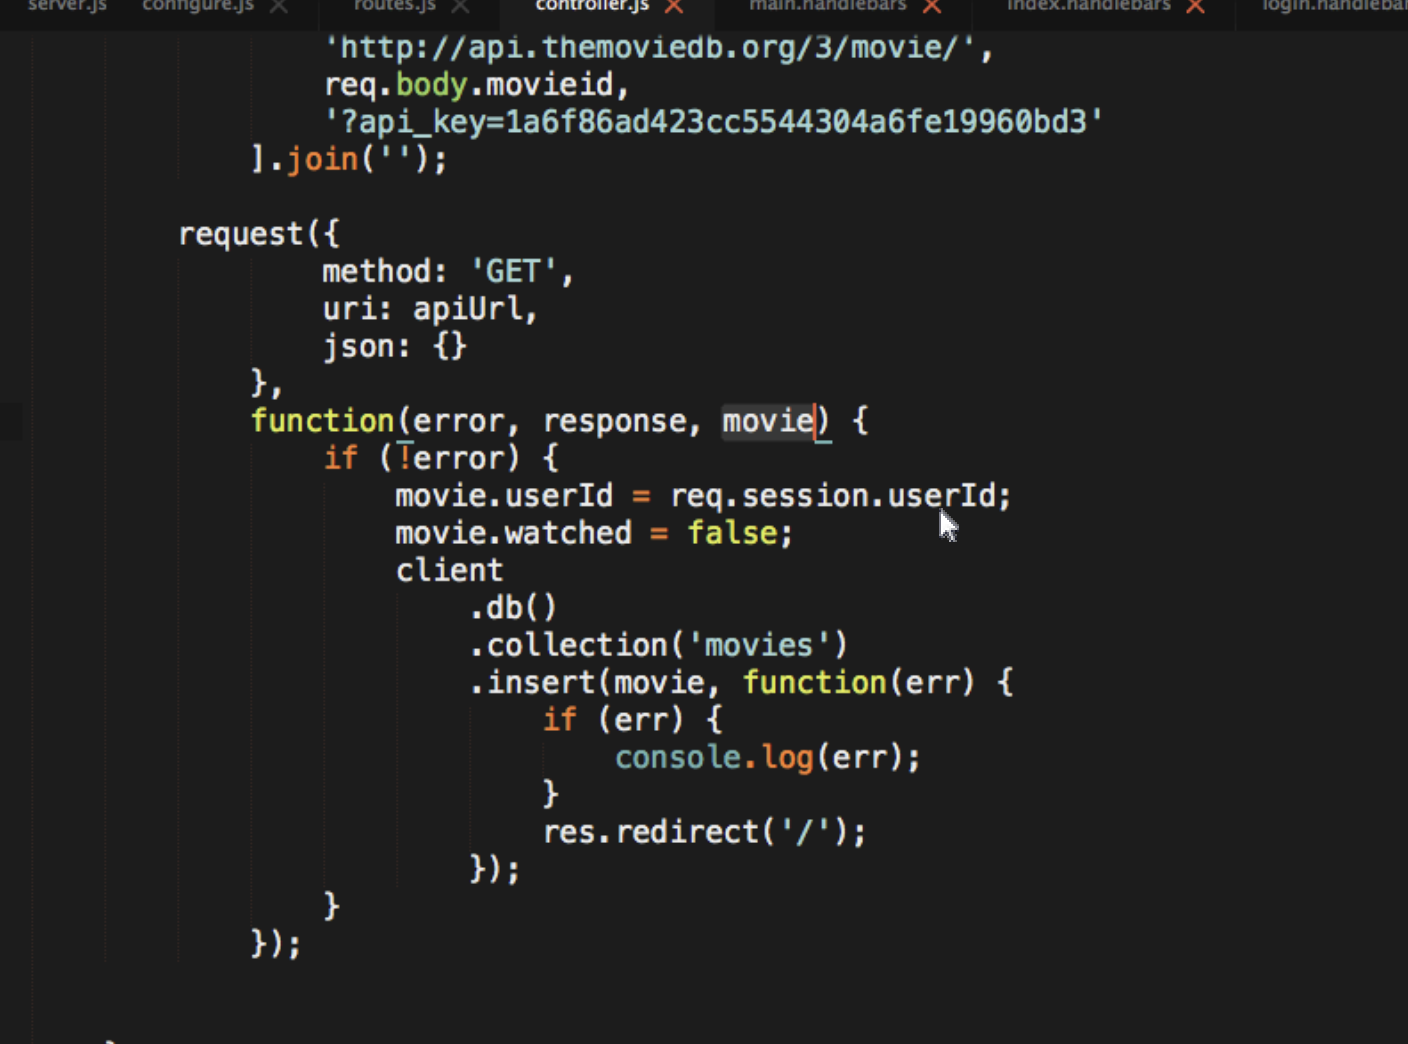 server.js configure.js routes.js controller.js main.handlebars index.handlebars login.handlebar
'http://api.themoviedb.org/3/movie/',
req.body.movieid,
'?api_key=1a6f86ad423cc5544304a6fe19960bd3'
].join('');
request({
method: 'GET',
uri: apiUrl,
json: {}
},
function(error, response, movie) {
if (!error) {
movie.userId = req.session.userId;
movie.watched = false;
client
.db()
.collection('movies')
.insert(movie, function(err) {
if (err) {
console.log(err);
}
res.redirect('/');
});
}
});